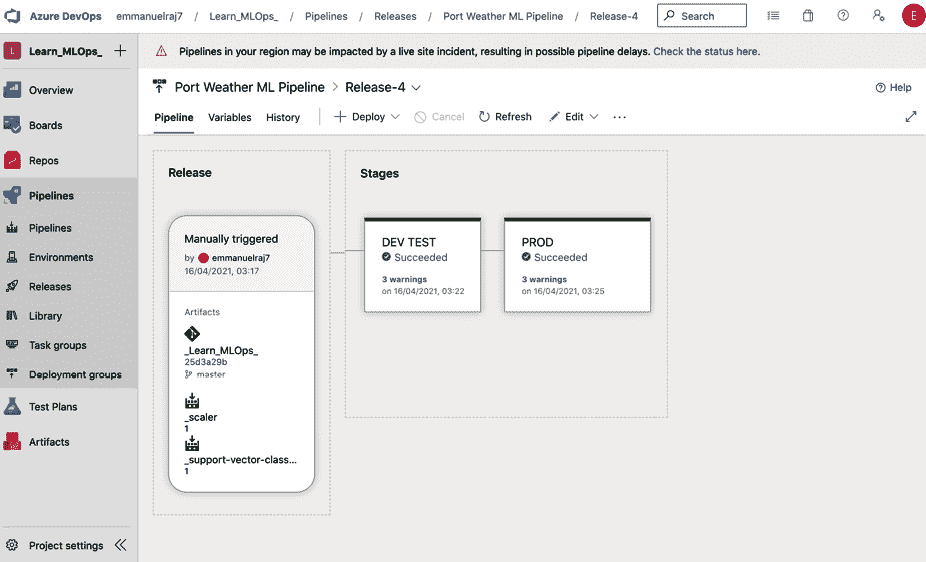 Azure DevOps emmanuelraj7 / Learn_MLOps_ / Pipelines / Releases / Port Weather ML Pipeline / Release-4 Search E
L Learn_MLOps_ +
Pipelines in your region may be impacted by a live site incident, resulting in possible pipeline delays. Check the status here.
Overview
Boards
Repos
Pipelines
Pipelines
Environments
Releases
Library
Task groups
Deployment groups
Test Plans
Artifacts
Project settings
Port Weather ML Pipeline > Release-4
Help
Pipeline Variables History + Deploy Cancel Refresh Edit ...
Release
Manually triggered
by emmanuelraj7
16/04/2021, 03:17
Artifacts
_Learn_MLOps_
25d3a29b
master
_scaler
1
_support-vector-class...
1
Stages
DEV TEST
Succeeded
3 warnings
on 16/04/2021, 03:22
PROD
Succeeded
3 warnings
on 16/04/2021, 03:25